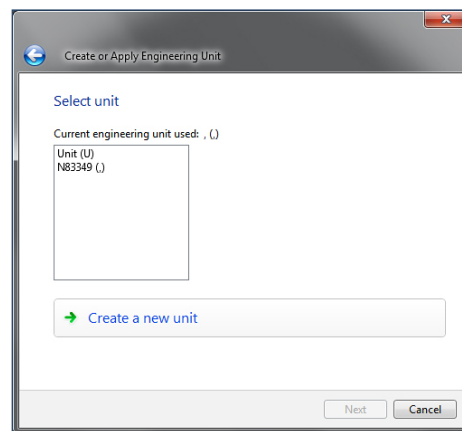 Create or Apply Engineering Unit
Select unit
Current engineering unit used: , (,)
Unit (U)
N83349 (,)
Create a new unit
Next Cancel